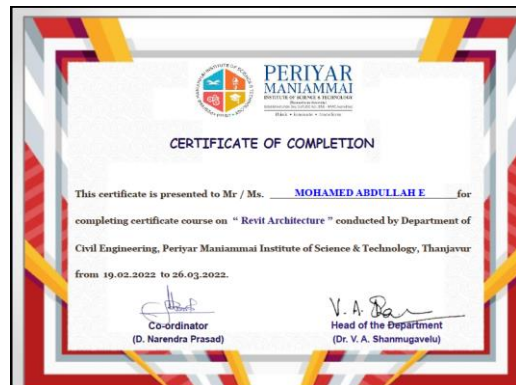 PERIYAR
MANIAMMAI
INSTITUTE OF SCIENCE & TECHNOLOGY
CERTIFICATE OF COMPLETION
This certificate is presented to Mr / Ms. MOHAMED ABDULLAH E for
completing certificate course on “ Revit Architecture ” conducted by Department of
Civil Engineering, Periyar Maniammai Institute of Science & Technology, Thanjavur
from 19.02.2022 to 26.03.2022.
V. A.
Co-ordinator
(D. Narendra Prasad)
Head of the Department
(Dr. V. A. Shanmugavelu)